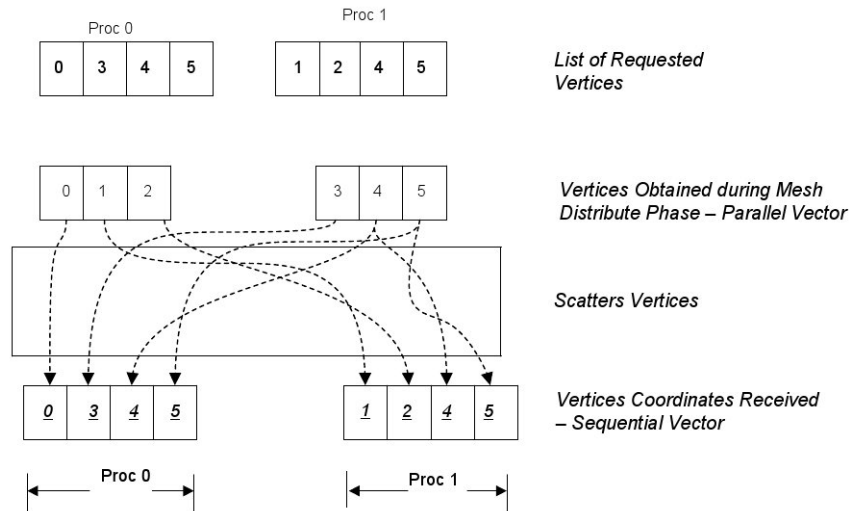 Proc 0
Proc 1
0 3 4 5
1 2 4 5
List of Requested
Vertices
0 1 2
3 4 5
Vertices Obtained during Mesh
Distribute Phase – Parallel Vector
Scatters Vertices
0 3 4 5
1 2 4 5
Vertices Coordinates Received
– Sequential Vector
Proc 0
Proc 1